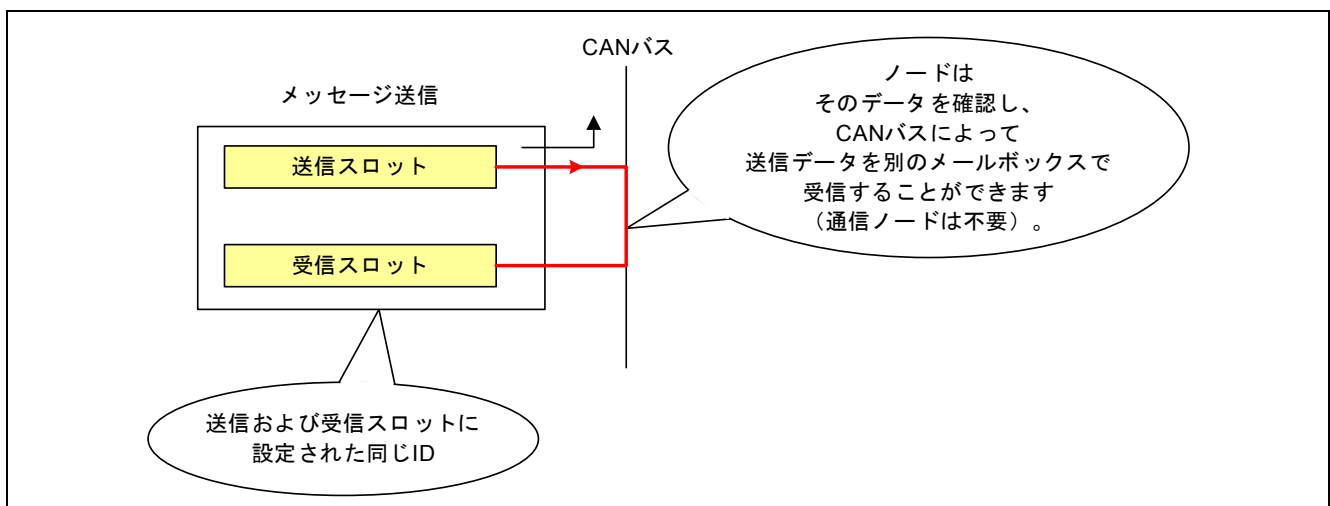 CANバス
メッセージ送信
送信スロット
受信スロット
ノードは
そのデータを確認し、
CANバスによって
送信データを別のメールボックスで
受信することができます
（通信ノードは不要）。
送信および受信スロットに
設定された同じID